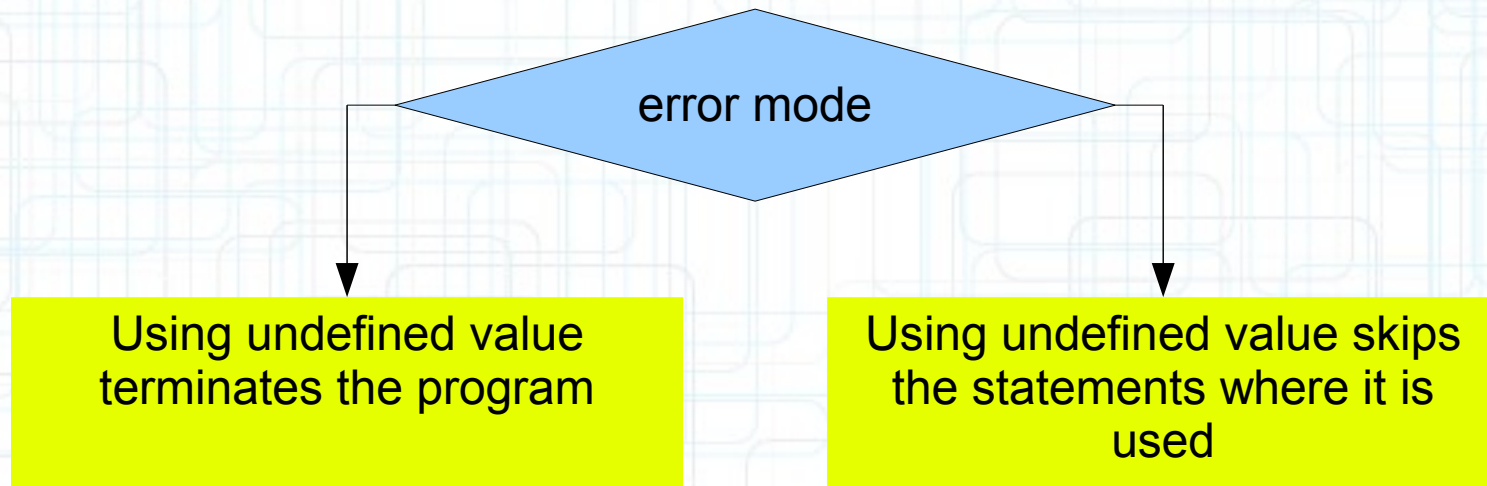 error mode
Using undefined value
terminates the program
Using undefined value skips
the statements where it is
used